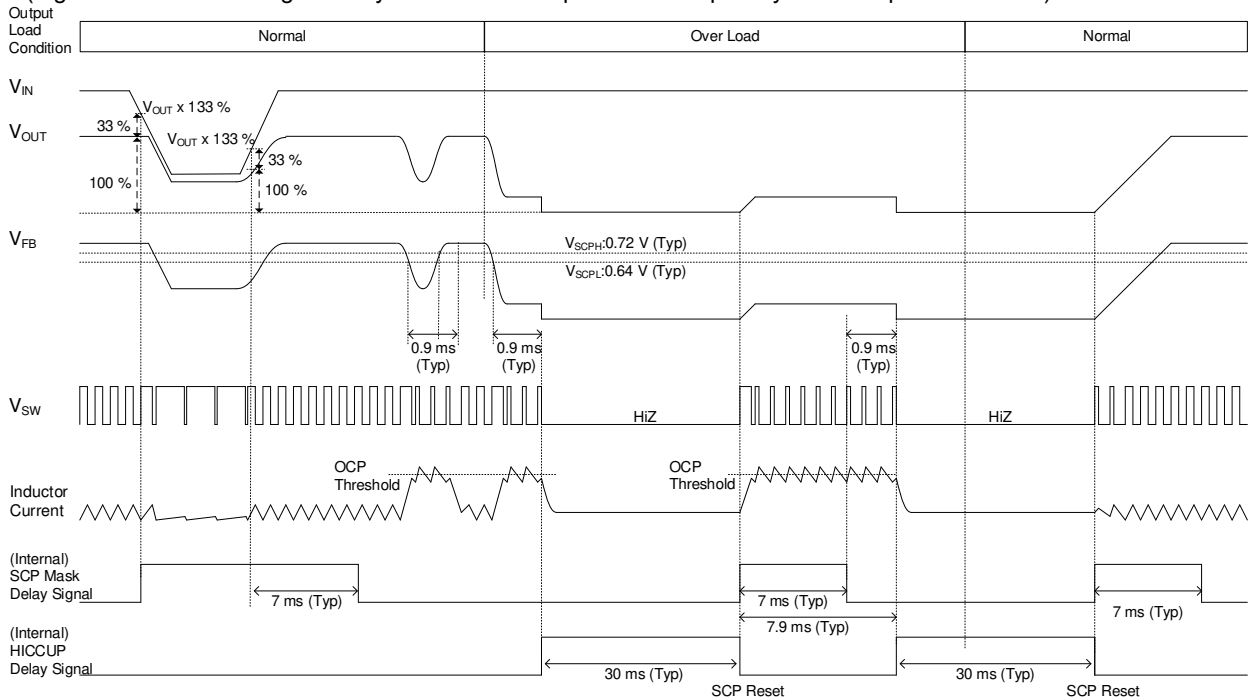 Output
Load
Condition
Normal
Over Load
Normal
VIN
VOUT x 133 %
33 %
VOUT
VOUT x 133 %
33 %
100 %
100 %
VFB
VSCPH:0.72 V (Typ)
VSCPL:0.64 V (Typ)
0.9 ms
(Typ)
0.9 ms
(Typ)
0.9 ms
(Typ)
VSW
HiZ
HiZ
OCP
Threshold
OCP
Threshold
Inductor
Current
(Internal)
SCP Mask
Delay Signal
7 ms (Typ)
7 ms (Typ)
7 ms (Typ)
7.9 ms (Typ)
(Internal)
HICCUP
Delay Signal
30 ms (Typ)
30 ms (Typ)
SCP Reset
SCP Reset